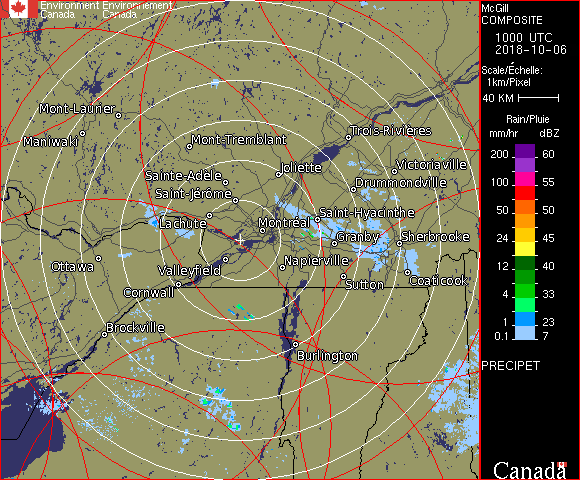 Environment Environnement
Canada Canada
Mont-Laurier
Trois-Rivières
Maniwaki
Mont-Tremblant
Joliette
Victoriaville
Sainte-Adèle
Drummondville
Saint-Jérôme
Saint-Hyacinthe
Lachute
Montréal
Granby
Sherbrooke
Ottawa
Valleyfield
Napierville
Coaticook
Cornwall
Sutton
Brockville
Burlington
McGill
COMPOSITE
1000 UTC
2018-10-06
Scale/Échelle:
1km/Pixel
40 KM
Rain/Pluie
mm/hr dBZ
200 60
100 55
50 50
24 45
12 40
4 33
1 23
0.1 7
PRECIPET
Canada